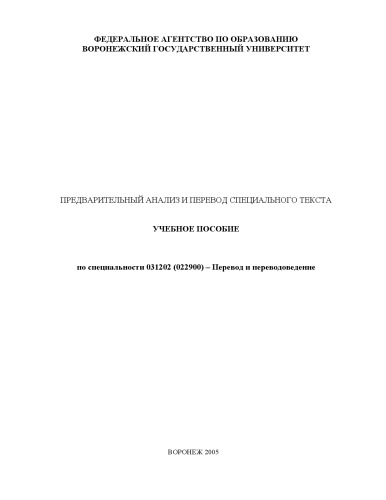 ФЕДЕРАЛЬНОЕ АГЕНТСТВО ПО ОБРАЗОВАНИЮ
ВОРОНЕЖСКИЙ ГОСУДАРСТВЕННЫЙ УНИВЕРСИТЕТ
ПРЕДВАРИТЕЛЬНЫЙ АНАЛИЗ И ПЕРЕВОД СПЕЦИАЛЬНОГО ТЕКСТА
УЧЕБНОЕ ПОСОБИЕ
по специальности 031202 (022900) – Перевод и переводоведение
ВОРОНЕЖ 2005